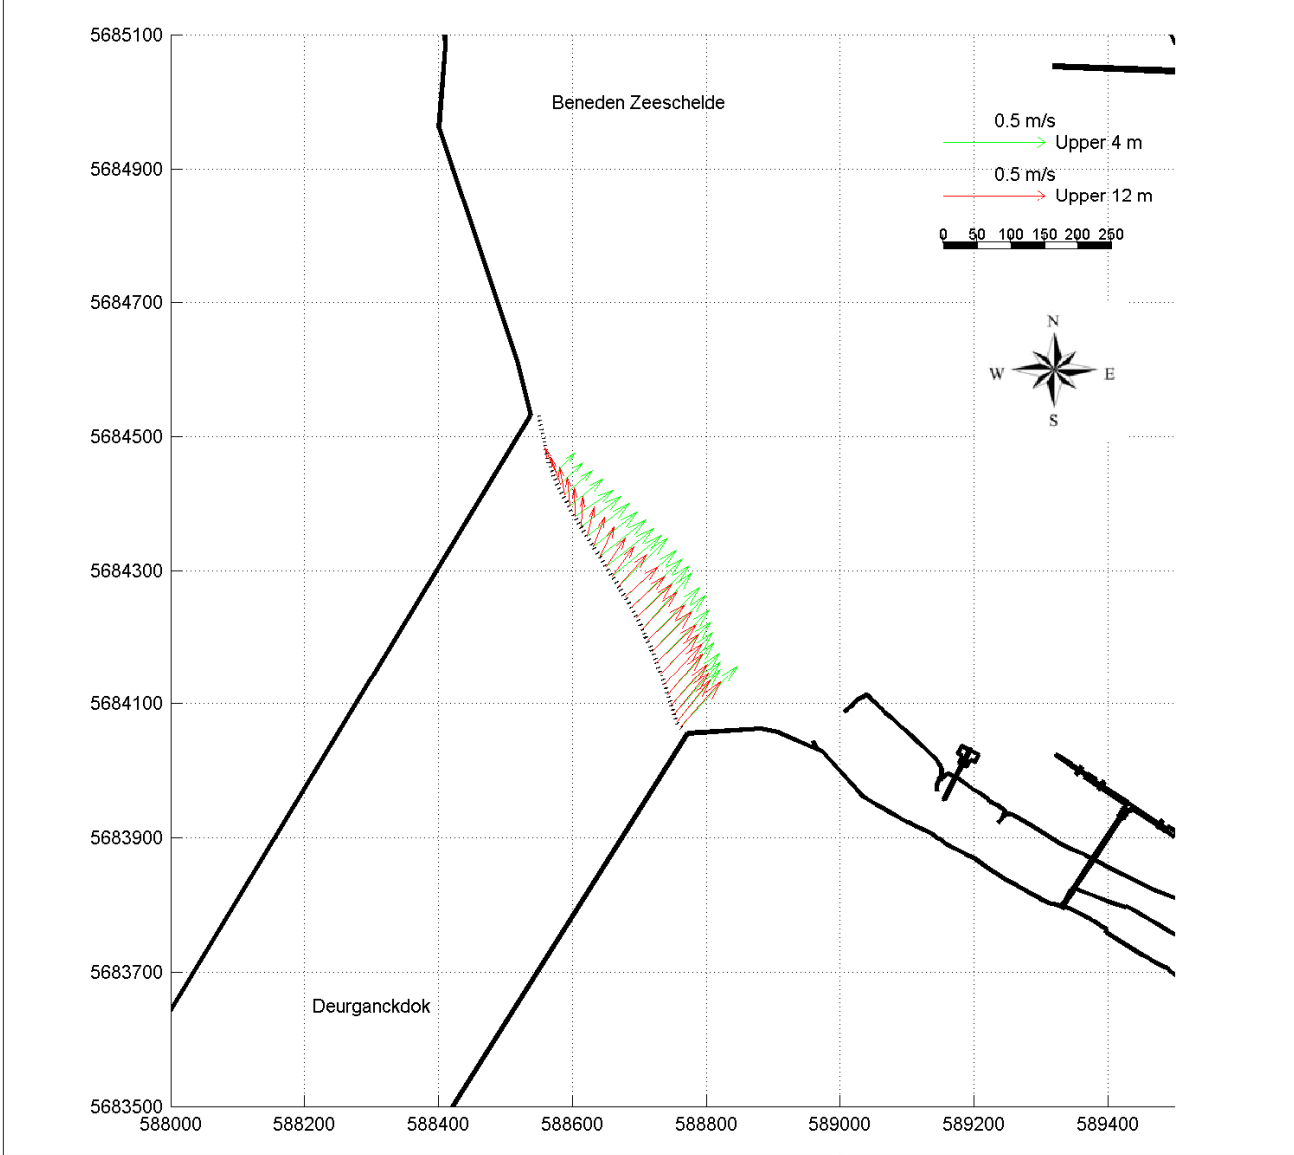 5685100
Beneden Zeeschelde
0.5 m/s
Upper 4 m
5684900
0.5 m/s
Upper 12 m
0 50 100 150 200 250
5684700
N
W E
S
5684500
5684300
5684100
5683900
5683700
Deurganckdok
5683500
588000 588200 588400 588600 588800 589000 589200 589400